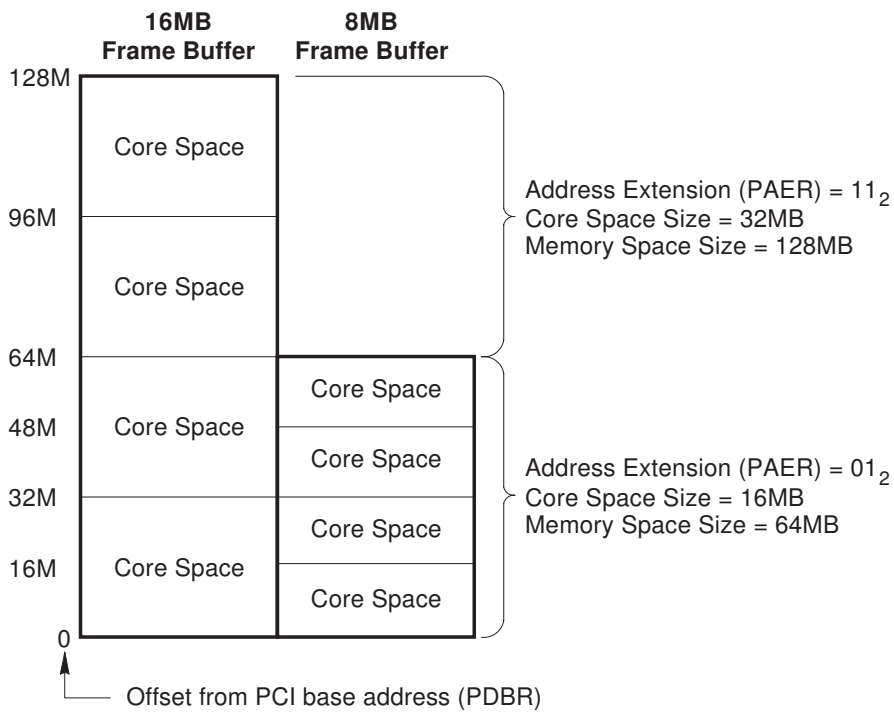 16MB
Frame Buffer
8MB
Frame Buffer
128M
Core Space
96M
Core Space
64M
Core Space
48M
Core Space
32M
Core Space
16M
Core Space
Core Space
Core Space
Core Space
0
Address Extension (PAER) = 11₂
Core Space Size = 32MB
Memory Space Size = 128MB
Address Extension (PAER) = 01₂
Core Space Size = 16MB
Memory Space Size = 64MB
Offset from PCI base address (PDBR)